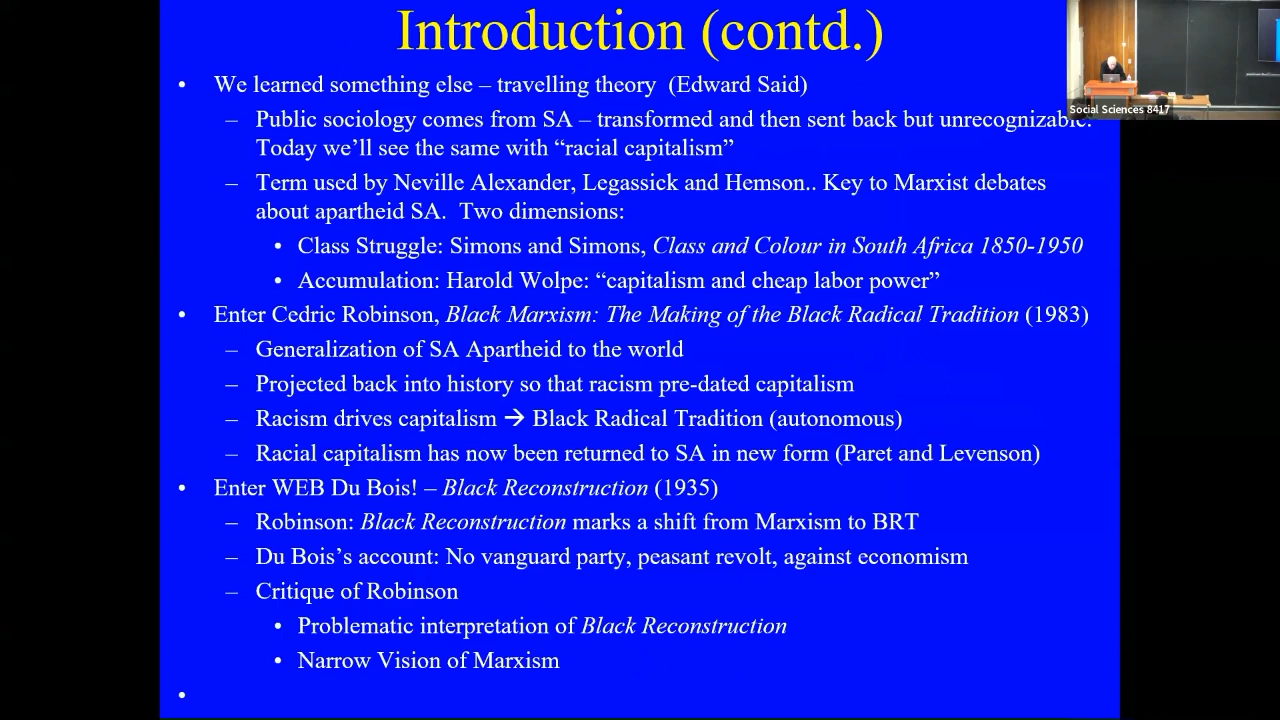 Introduction (contd.)
Social Sciences 8417
• We learned something else – travelling theory (Edward Said)
– Public sociology comes from SA – transformed and then sent back but unrecognizable.
Today we’ll see the same with “racial capitalism”
– Term used by Neville Alexander, Legassick and Hemson.. Key to Marxist debates
about apartheid SA. Two dimensions:
• Class Struggle: Simons and Simons, Class and Colour in South Africa 1850-1950
• Accumulation: Harold Wolpe: “capitalism and cheap labor power”
• Enter Cedric Robinson, Black Marxism: The Making of the Black Radical Tradition (1983)
– Generalization of SA Apartheid to the world
– Projected back into history so that racism pre-dated capitalism
– Racism drives capitalism → Black Radical Tradition (autonomous)
– Racial capitalism has now been returned to SA in new form (Paret and Levenson)
• Enter WEB Du Bois! – Black Reconstruction (1935)
– Robinson: Black Reconstruction marks a shift from Marxism to BRT
– Du Bois’s account: No vanguard party, peasant revolt, against economism
– Critique of Robinson
• Problematic interpretation of Black Reconstruction
• Narrow Vision of Marxism
•